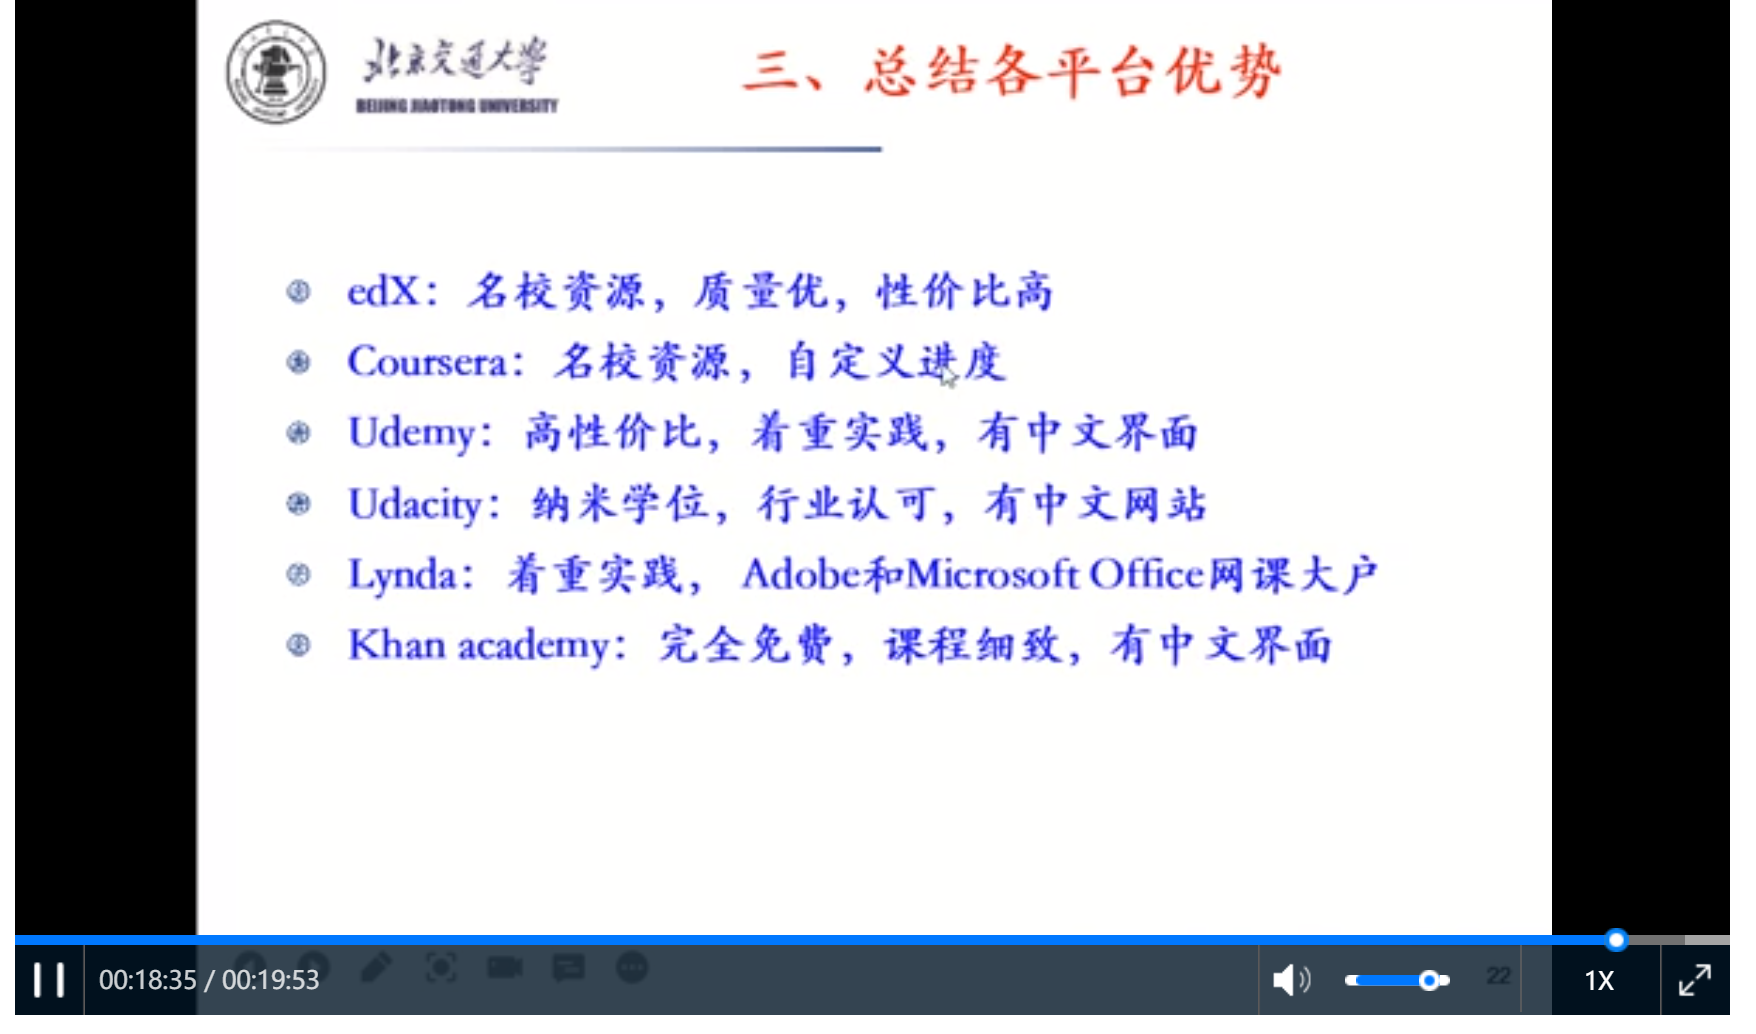 北京交通大学
BEIJING JIAOTONG UNIVERSITY
三、总结各平台优势
edX：名校资源，质量优，性价比高
Coursera：名校资源，自定义进度
Udemy：高性价比，着重实践，有中文界面
Udacity：纳米学位，行业认可，有中文网站
Lynda：着重实践， Adobe和Microsoft Office网课大户
Khan academy：完全免费，课程细致，有中文界面
00:18:35 / 00:19:53
22
1X